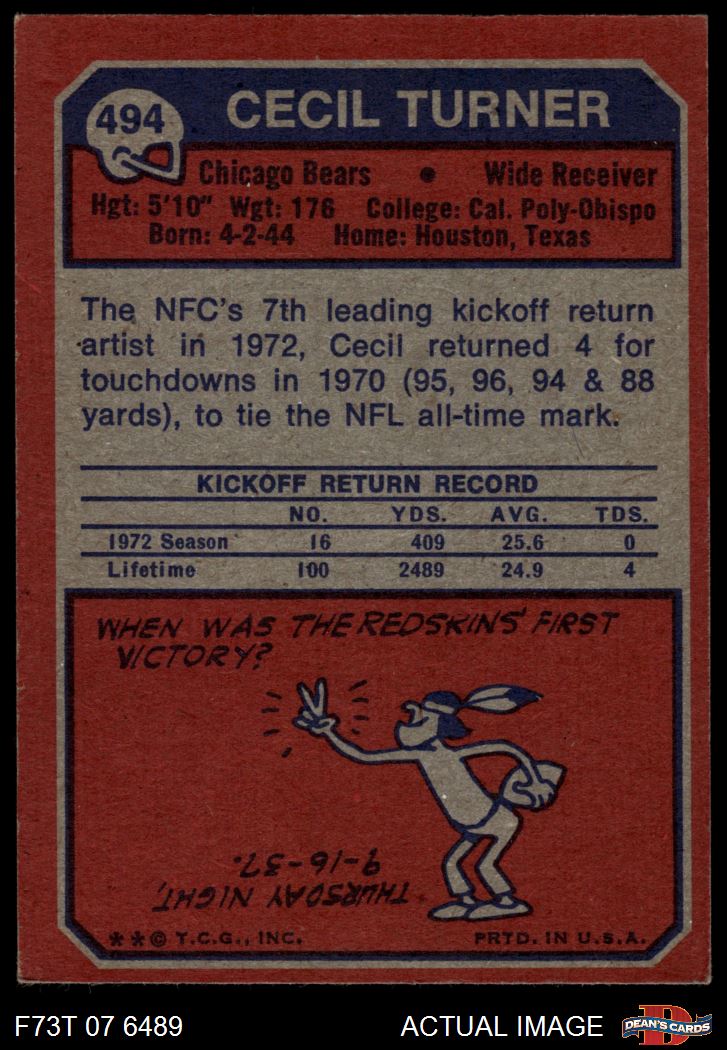 494
CECIL TURNER
Chicago Bears • Wide Receiver
Hgt: 5'10" Wgt: 176 College: Cal. Poly-Obispo
Born: 4-2-44 Home: Houston, Texas
The NFC's 7th leading kickoff return
artist in 1972, Cecil returned 4 for
touchdowns in 1970 (95, 96, 94 & 88
yards), to tie the NFL all-time mark.
KICKOFF RETURN RECORD
NO. YDS. AVG. TDS.
1972 Season 16 409 25.6 0
Lifetime 100 2489 24.9 4
WHEN WAS THE REDSKINS' FIRST
VICTORY?
THURSDAY NIGHT,
9-16-37.
**© T.C.G., INC. PRTD. IN U.S.A.
F73T 07 6489 ACTUAL IMAGE
D
DEAN'S CARDS